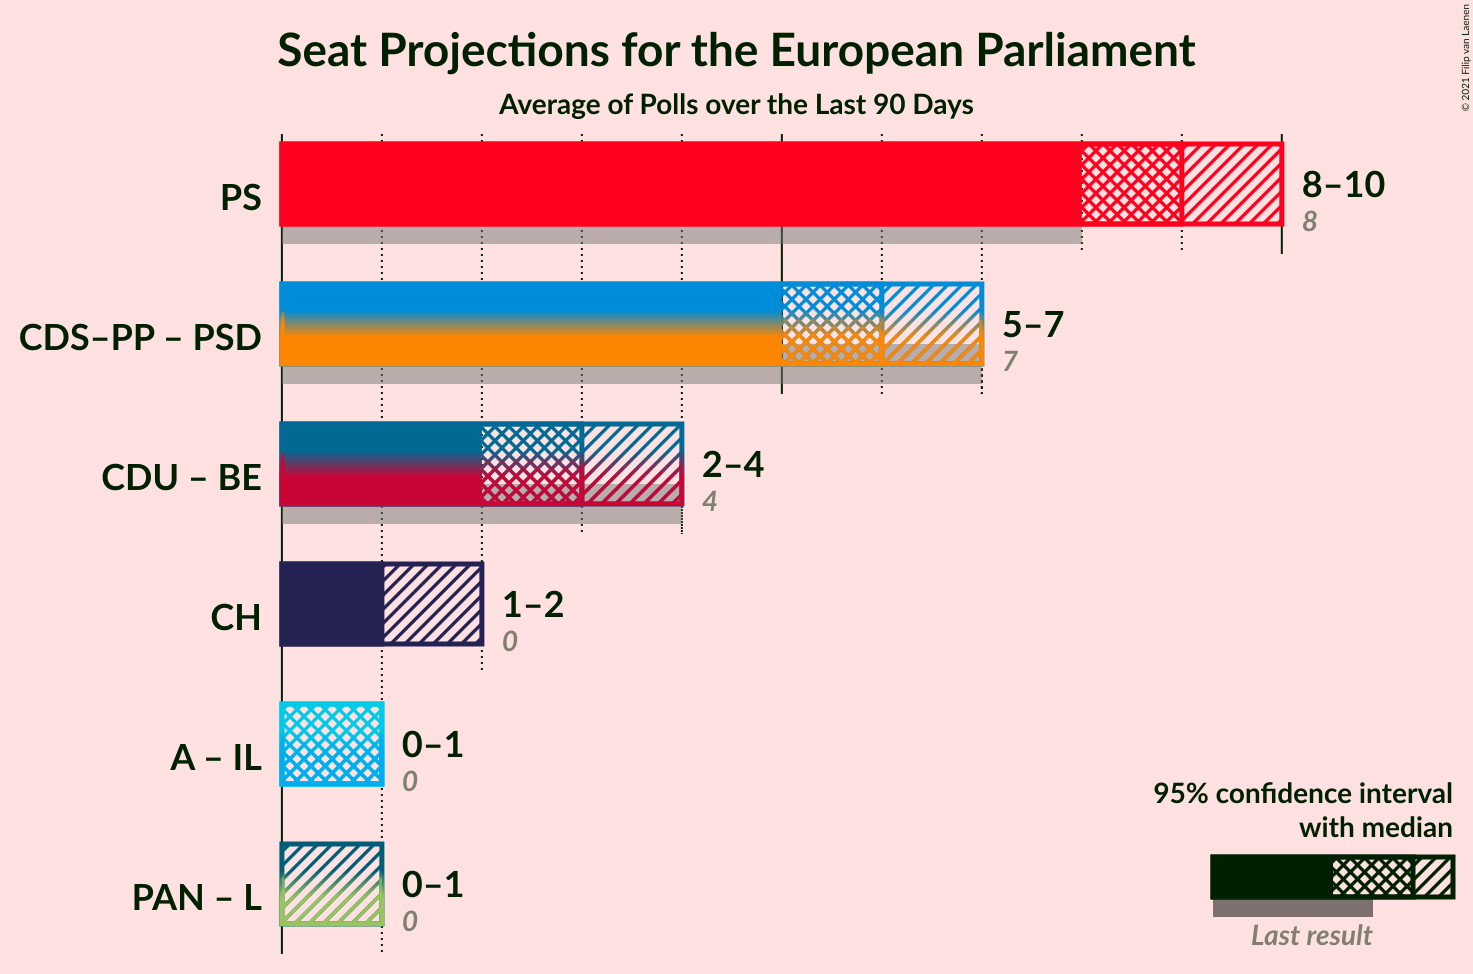 Seat Projections for the European Parliament
Average of Polls over the Last 90 Days
© 2021 Filip van Laenen
PS
8–10
8
CDS–PP – PSD
5–7
7
CDU – BE
2–4
4
CH
1–2
0
A – IL
0–1
0
PAN – L
0–1
0
95% confidence interval
with median
Last result